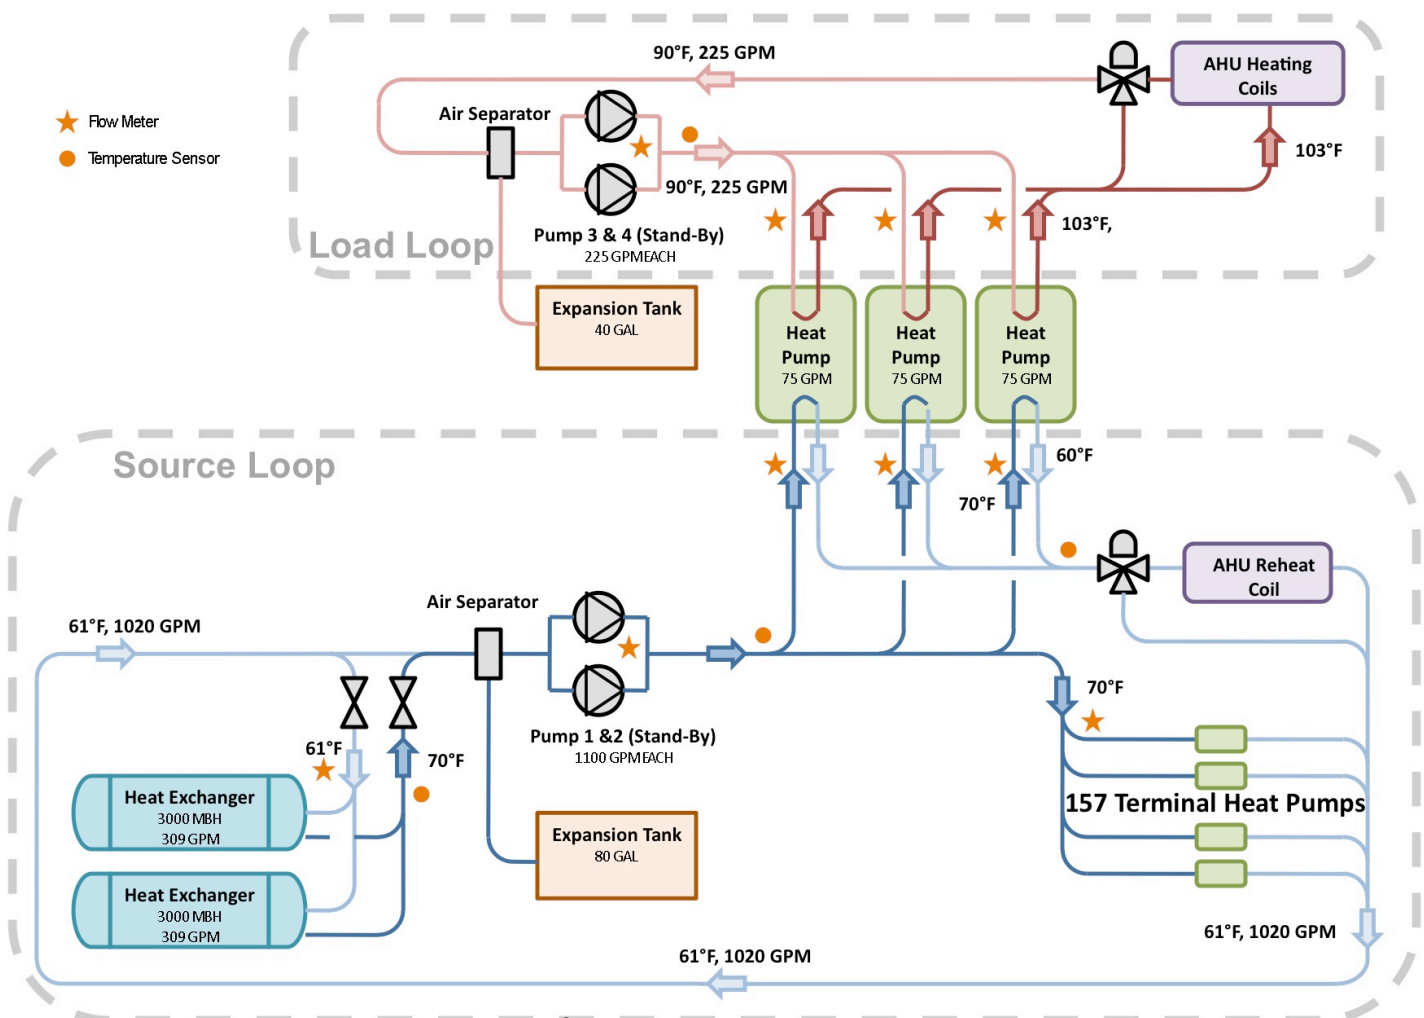 90°F, 225 GPM
AHU Heating
Coils
Air Separator
Flow Meter
Temperature Sensor
103°F
90°F, 225 GPM
103°F,
Pump 3 & 4 (Stand-By)
225 GPMEACH
Load Loop
Expansion Tank
40 GAL
Heat
Pump
75 GPM
Heat
Pump
75 GPM
Heat
Pump
75 GPM
Source Loop
60°F
70°F
AHU Reheat
Coil
Air Separator
61°F, 1020 GPM
70°F
Pump 1 &2 (Stand-By)
1100 GPMEACH
61°F
70°F
Heat Exchanger
3000 MBH
309 GPM
157 Terminal Heat Pumps
Expansion Tank
80 GAL
Heat Exchanger
3000 MBH
309 GPM
61°F, 1020 GPM
61°F, 1020 GPM